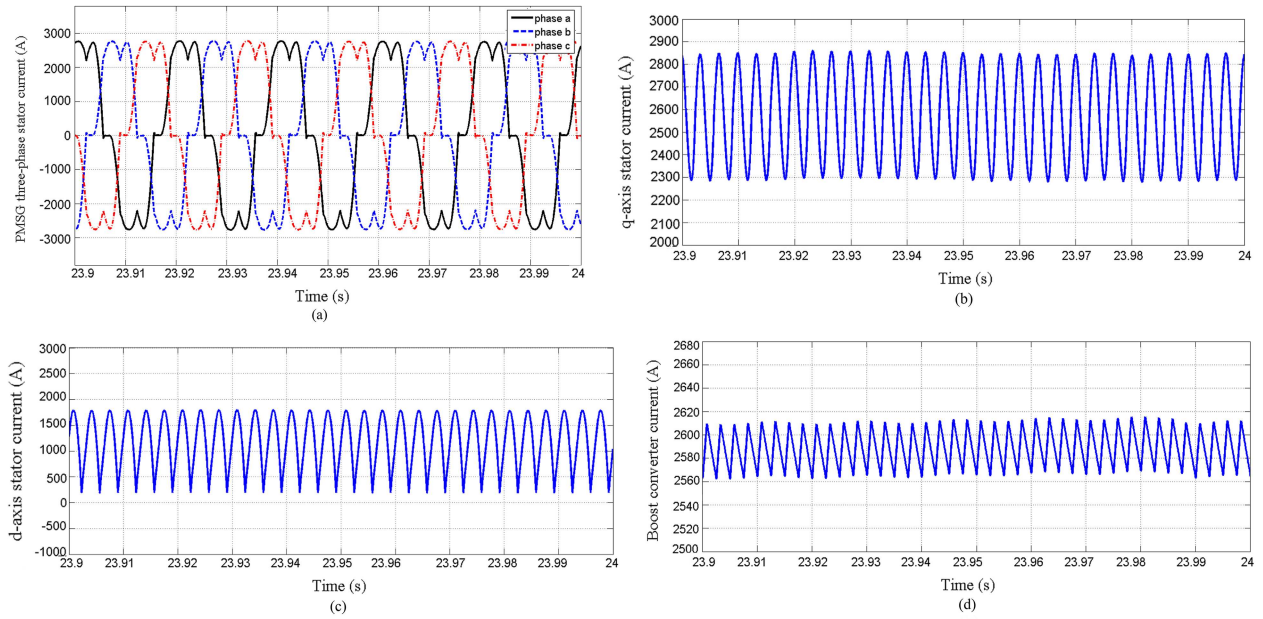 PMSG three-phase stator current (A)
3000
2000
1000
0
-1000
-2000
-3000
phase a
phase b
phase c
23.9 23.91 23.92 23.93 23.94 23.95 23.96 23.97 23.98 23.99 24
Time (s)
(a)
q-axis stator current (A)
3000
2900
2800
2700
2600
2500
2400
2300
2200
2100
2000
23.9 23.91 23.92 23.93 23.94 23.95 23.96 23.97 23.98 23.99 24
Time (s)
(b)
d-axis stator current (A)
3000
2500
2000
1500
1000
500
0
-500
-1000
23.9 23.91 23.92 23.93 23.94 23.95 23.96 23.97 23.98 23.99 24
Time (s)
(c)
Boost converter current (A)
2680
2660
2640
2620
2600
2580
2560
2540
2520
2500
23.9 23.91 23.92 23.93 23.94 23.95 23.96 23.97 23.98 23.99 24
Time (s)
(d)